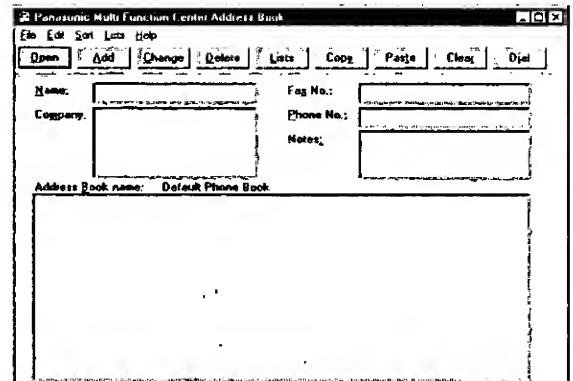 Panasonic Multi Function Center Address Book
File Edit Sort Lists Help
Open Add Change Delete Lists Copy Paste Clear Dial
Name: Fax No.:
Company: Phone No.:
Notes:
Address Book name: Default Phone Book